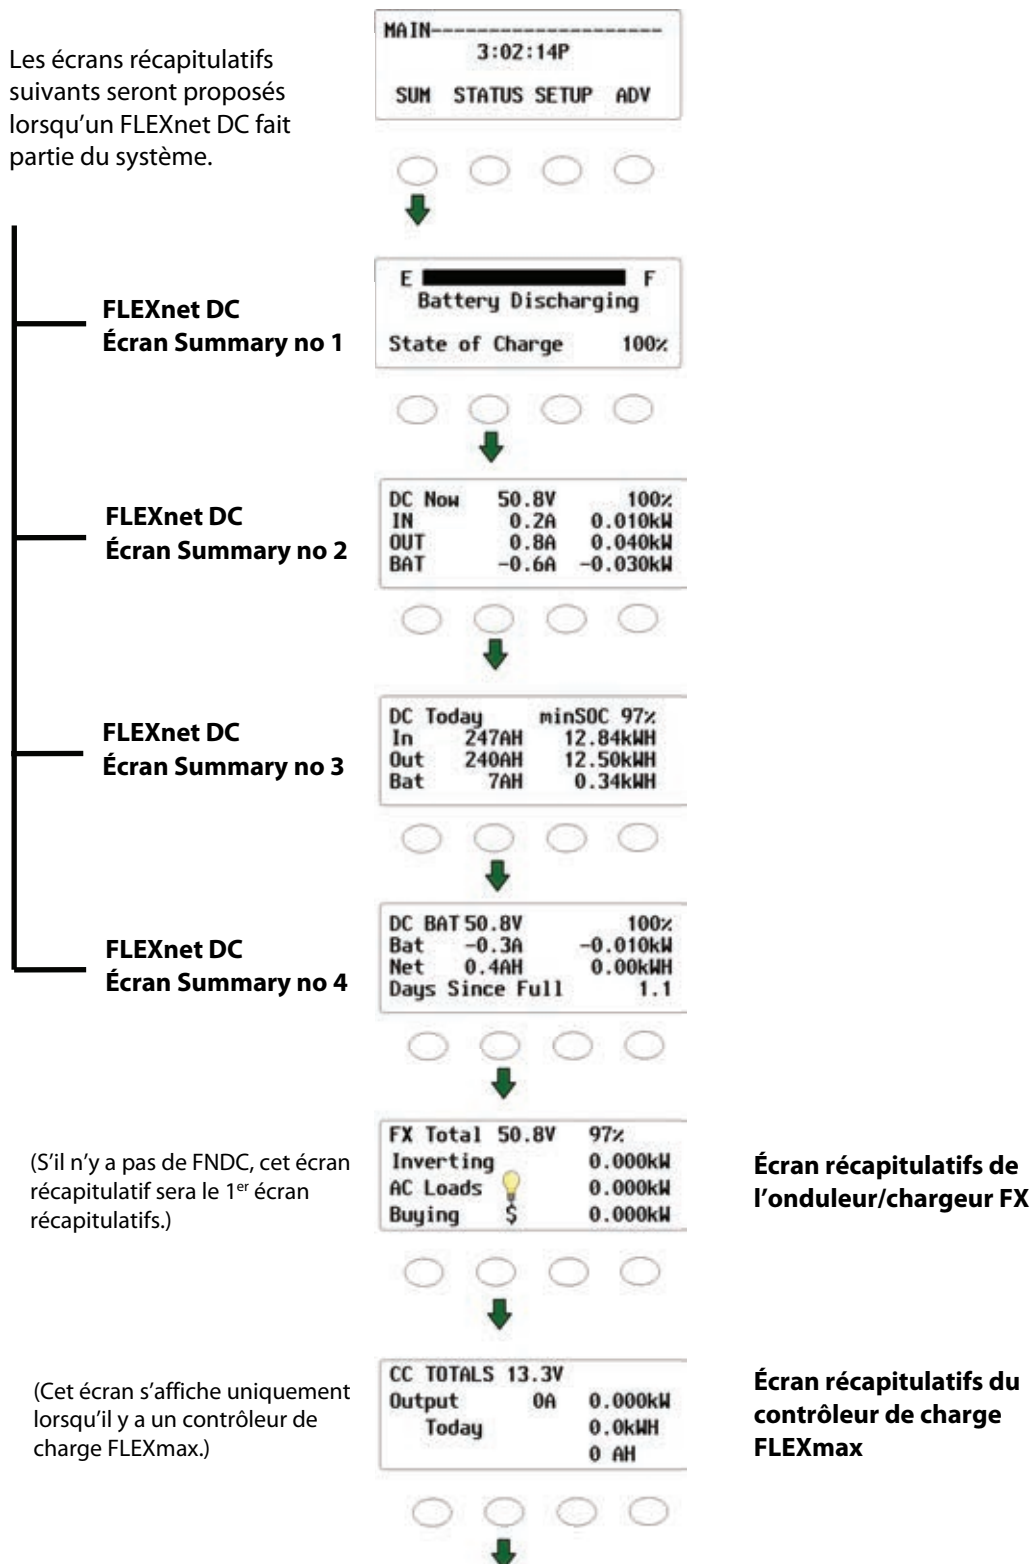 Les écrans récapitulatifs
suivants seront proposés
lorsqu'un FLEXnet DC fait
partie du système.
MAIN---------------------
3:02:14P
SUM STATUS SETUP ADV
FLEXnet DC
Écran Summary no 1
E F
Battery Discharging
State of Charge 100%
FLEXnet DC
Écran Summary no 2
DC Now 50.8V 100%
IN 0.2A 0.010kW
OUT 0.8A 0.040kW
BAT -0.6A -0.030kW
FLEXnet DC
Écran Summary no 3
DC Today minSOC 97%
In 247AH 12.84kWH
Out 240AH 12.50kWH
Bat 7AH 0.34kWH
FLEXnet DC
Écran Summary no 4
DC BAT 50.8V 100%
Bat -0.3A -0.010kW
Net 0.4AH 0.00kWH
Days Since Full 1.1
(S'il n'y a pas de FNDC, cet écran
récapitulatif sera le 1er écran
récapitulatifs.)
FX Total 50.8V 97%
Inverting 0.000kW
AC Loads 0.000kW
Buying $ 0.000kW
Écran récapitulatifs de
l'onduleur/chargeur FX
(Cet écran s'affiche uniquement
lorsqu'il y a un contrôleur de
charge FLEXmax.)
CC TOTALS 13.3V
Output 0A 0.000kW
Today 0.0kWH
0 AH
Écran récapitulatifs du
contrôleur de charge
FLEXmax